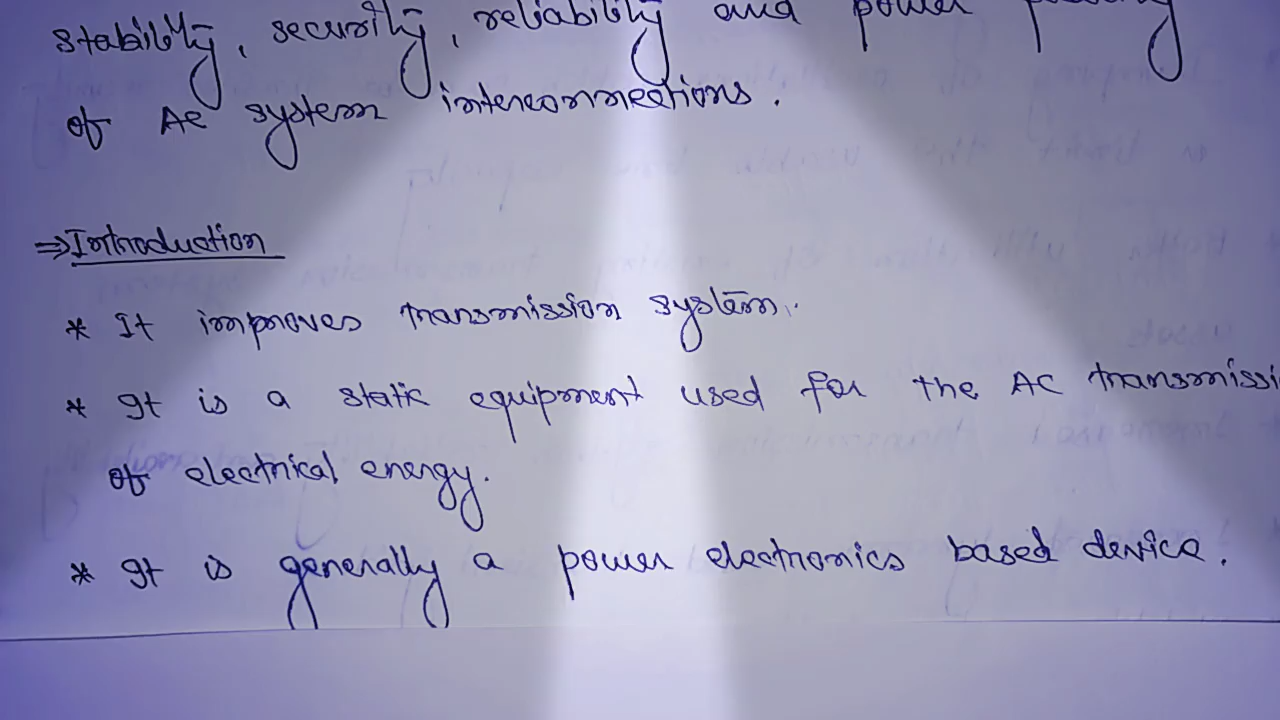 stability, security, reliability and power
of AC system interconnections.
⇒ Introduction
* It improves transmission system.
* It is a static equipment used for the AC transmissi
of electrical energy.
* It is generally a power electronics based device.